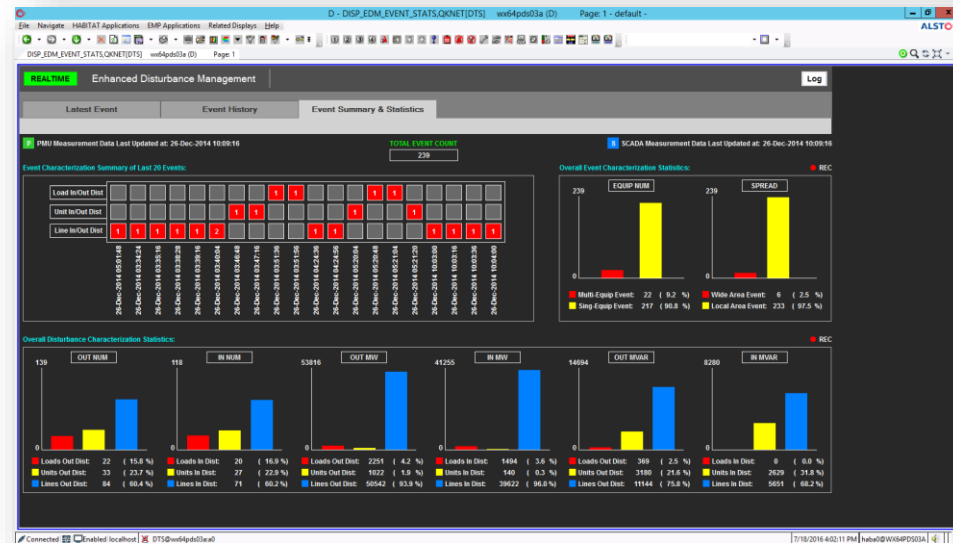 D - DISP_EDM_EVENT_STATS,QKNET[DTS] wx64pds03a (D) Page: 1 - default -
File Navigate HABITAT Applications EMP Applications Related Displays Help
ALSTO
DISP_EDM_EVENT_STATS,QKNET[DTS] wx64pds03a (D) Page: 1
REALTIME Enhanced Disturbance Management Log
Latest Event Event History Event Summary & Statistics
P PMU Measurement Data Last Updated at: 26-Dec-2014 10:09:16 TOTAL EVENT COUNT S SCADA Measurement Data Last Updated at: 26-Dec-2014 10:09:16
239
Event Characterization Summary of Last 20 Events: Overall Event Characterization Statistics: REC
239 EQUIP NUM 239 SPREAD
Load In/Out Dist 1 1 1 1
Unit In/Out Dist 1 1 1 1
Line In/Out Dist 1 1 1 1 1 2 1 1 1 1 1 1
0 0
26-Dec-2014 05:01:48
26-Dec-2014 03:34:24
26-Dec-2014 03:35:16
26-Dec-2014 03:38:28
26-Dec-2014 03:39:16
26-Dec-2014 03:40:04
26-Dec-2014 03:46:48
26-Dec-2014 03:47:16
26-Dec-2014 03:51:36
26-Dec-2014 03:51:56
26-Dec-2014 04:24:36
26-Dec-2014 04:24:56
26-Dec-2014 05:20:04
26-Dec-2014 05:20:48
26-Dec-2014 05:21:04
26-Dec-2014 05:21:20
26-Dec-2014 10:03:00
26-Dec-2014 10:03:16
26-Dec-2014 10:03:36
26-Dec-2014 10:04:00
Multi-Equip Event: 22 ( 9.2 %) Wide Area Event: 6 ( 2.5 %)
Sing-Equip Event: 217 ( 90.8 %) Local Area Event: 233 ( 97.5 %)
Overall Disturbance Characterization Statistics: REC
139 OUT NUM 118 IN NUM 53816 OUT MW 41255 IN MW 14694 OUT MVAR 8280 IN MVAR
0 0 0 0 0 0
Loads Out Dist: 22 ( 15.8 %) Loads In Dist: 20 ( 16.9 %) Loads Out Dist: 2251 ( 4.2 %) Loads In Dist: 1494 ( 3.6 %) Loads Out Dist: 369 ( 2.5 %) Loads In Dist: 0 ( 0.0 %)
Units Out Dist: 33 ( 23.7 %) Units In Dist: 27 ( 22.9 %) Units Out Dist: 1022 ( 1.9 %) Units In Dist: 140 ( 0.3 %) Units Out Dist: 3180 ( 21.6 %) Units In Dist: 2629 ( 31.8 %)
Lines Out Dist: 84 ( 60.4 %) Lines In Dist: 71 ( 60.2 %) Lines Out Dist: 50542 ( 93.9 %) Lines In Dist: 39622 ( 96.0 %) Lines Out Dist: 11144 ( 75.8 %) Lines In Dist: 5651 ( 68.2 %)
Connected Enabled localhost DTS@wx64pds03a:a0 7/18/2016 4:02:11 PM haba0@WX64PDS03A